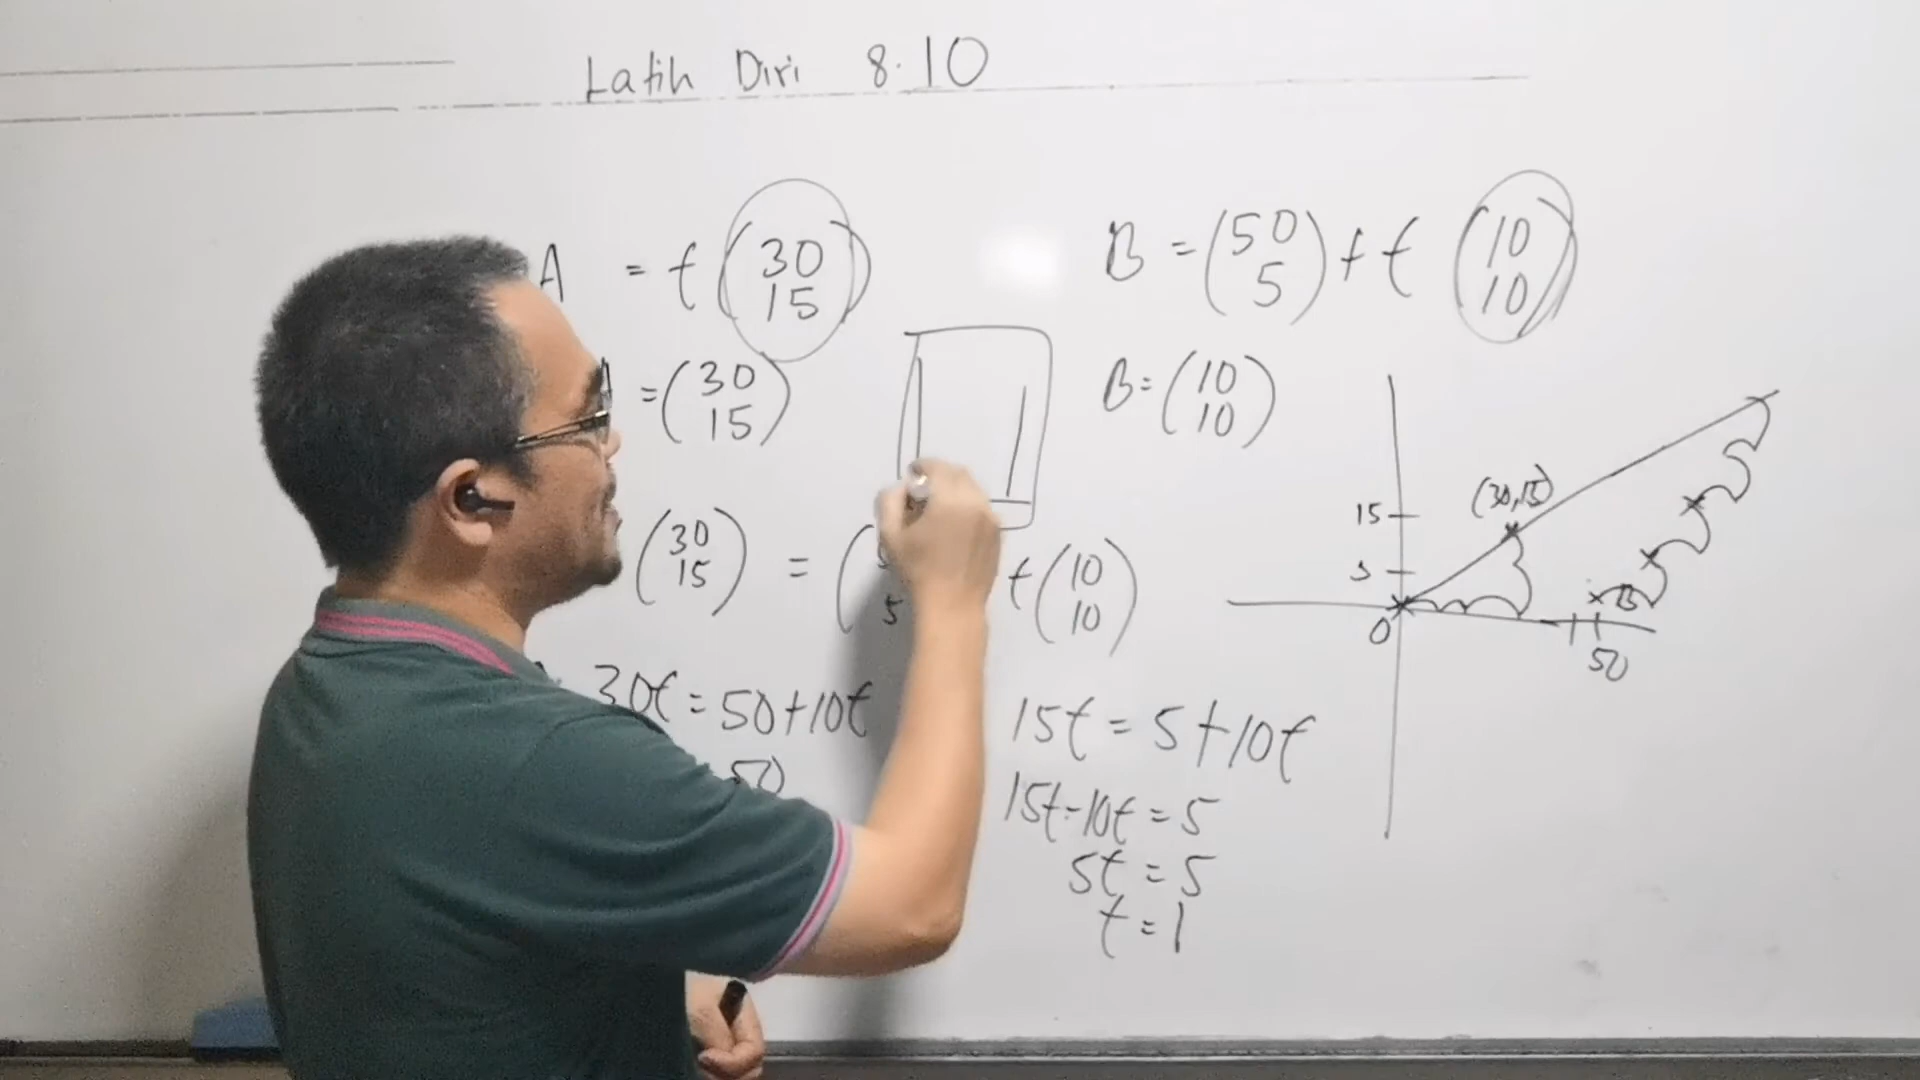 Latih Diri 8.10
A = t(30 15)
B = (50 5) + t (10 10)
= (30 15)
B = (10 10)
(30 15) = ( 5 t (10 10)
30t = 50 + 10t
50
15t = 5 + 10t
15t - 10t = 5
5t = 5
t = 1
(30,15)
15
5
0
50